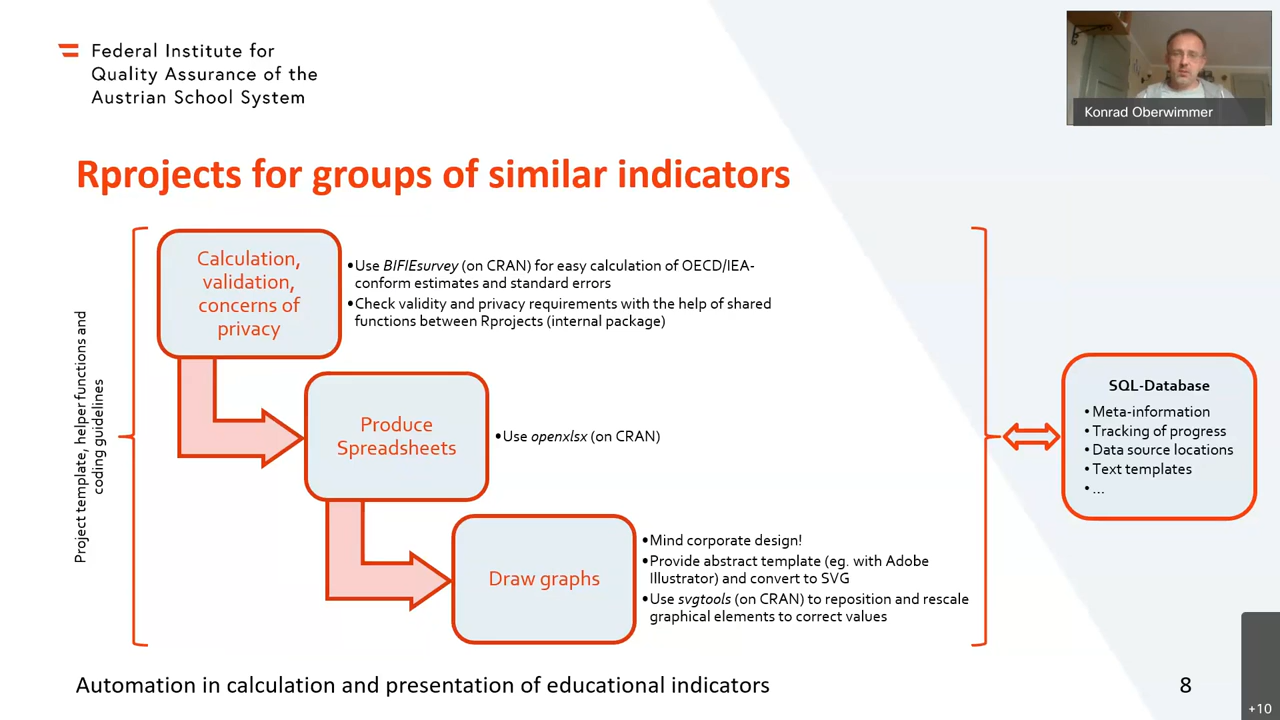 Federal Institute for
Quality Assurance of the
Austrian School System
Konrad Oberwimmer
Rprojects for groups of similar indicators
Project template, helper functions and
coding guidelines
Calculation,
validation,
concerns of
privacy
•Use BIFIEsurvey (on CRAN) for easy calculation of OECD/IEA-
conform estimates and standard errors
•Check validity and privacy requirements with the help of shared
functions between Rprojects (internal package)
Produce
Spreadsheets
•Use openxlsx (on CRAN)
Draw graphs
•Mind corporate design!
•Provide abstract template (eg. with Adobe
Illustrator) and convert to SVG
•Use svgtools (on CRAN) to reposition and rescale
graphical elements to correct values
SQL-Database
• Meta-information
• Tracking of progress
• Data source locations
• Text templates
• ...
Automation in calculation and presentation of educational indicators
8
+10